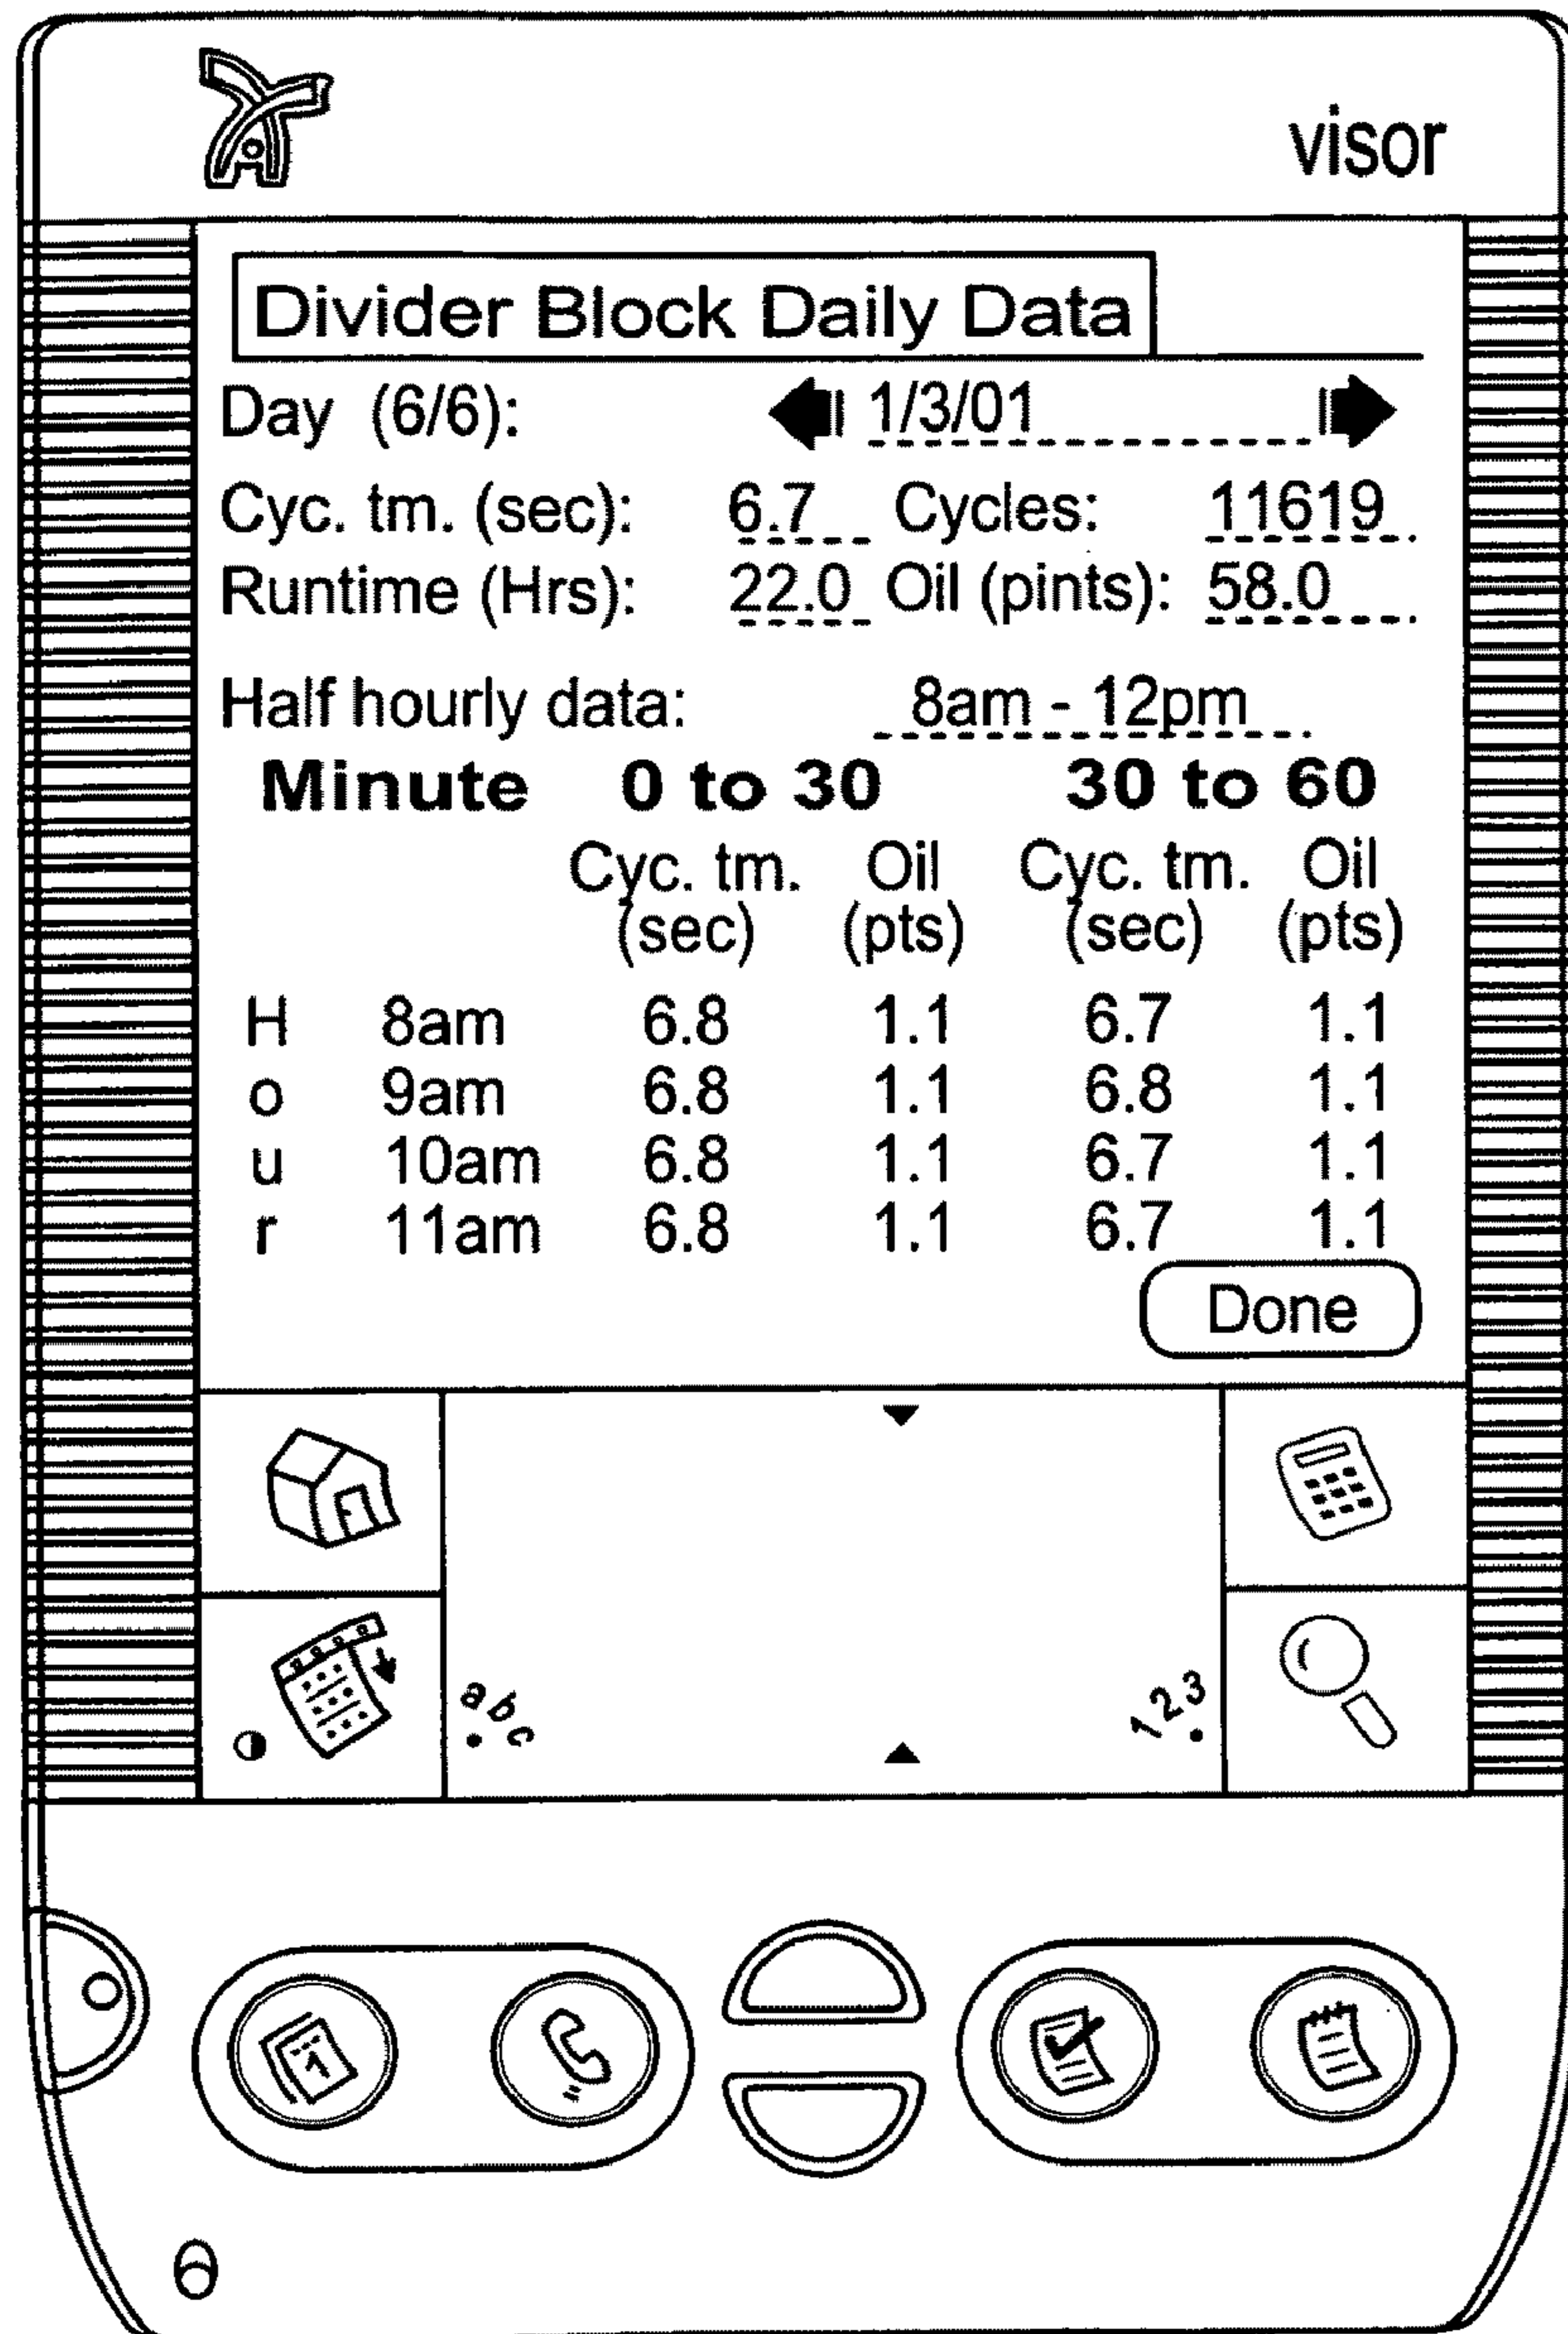 visor
Divider Block Daily Data
Day (6/6): 1/3/01
Cyc. tm. (sec): 6.7 Cycles: 11619
Runtime (Hrs): 22.0 Oil (pints): 58.0
Half hourly data: 8am - 12pm
Minute 0 to 30 30 to 60
Cyc. tm. Oil Cyc. tm. Oil
(sec) (pts) (sec) (pts)
H 8am 6.8 1.1 6.7 1.1
o 9am 6.8 1.1 6.8 1.1
u 10am 6.8 1.1 6.7 1.1
r 11am 6.8 1.1 6.7 1.1
Done
abc 123
1